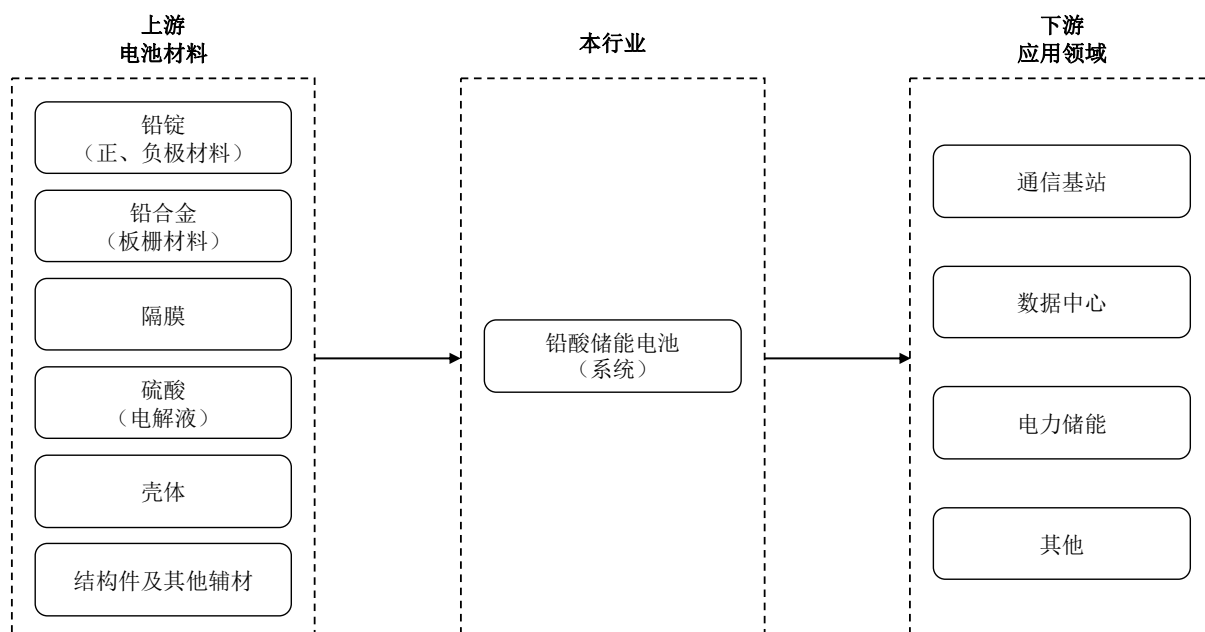 上游
电池材料
铅锭
（正、负极材料）
铅合金
（板栅材料）
隔膜
硫酸
（电解液）
壳体
结构件及其他辅材
本行业
铅酸储能电池
（系统）
下游
应用领域
通信基站
数据中心
电力储能
其他